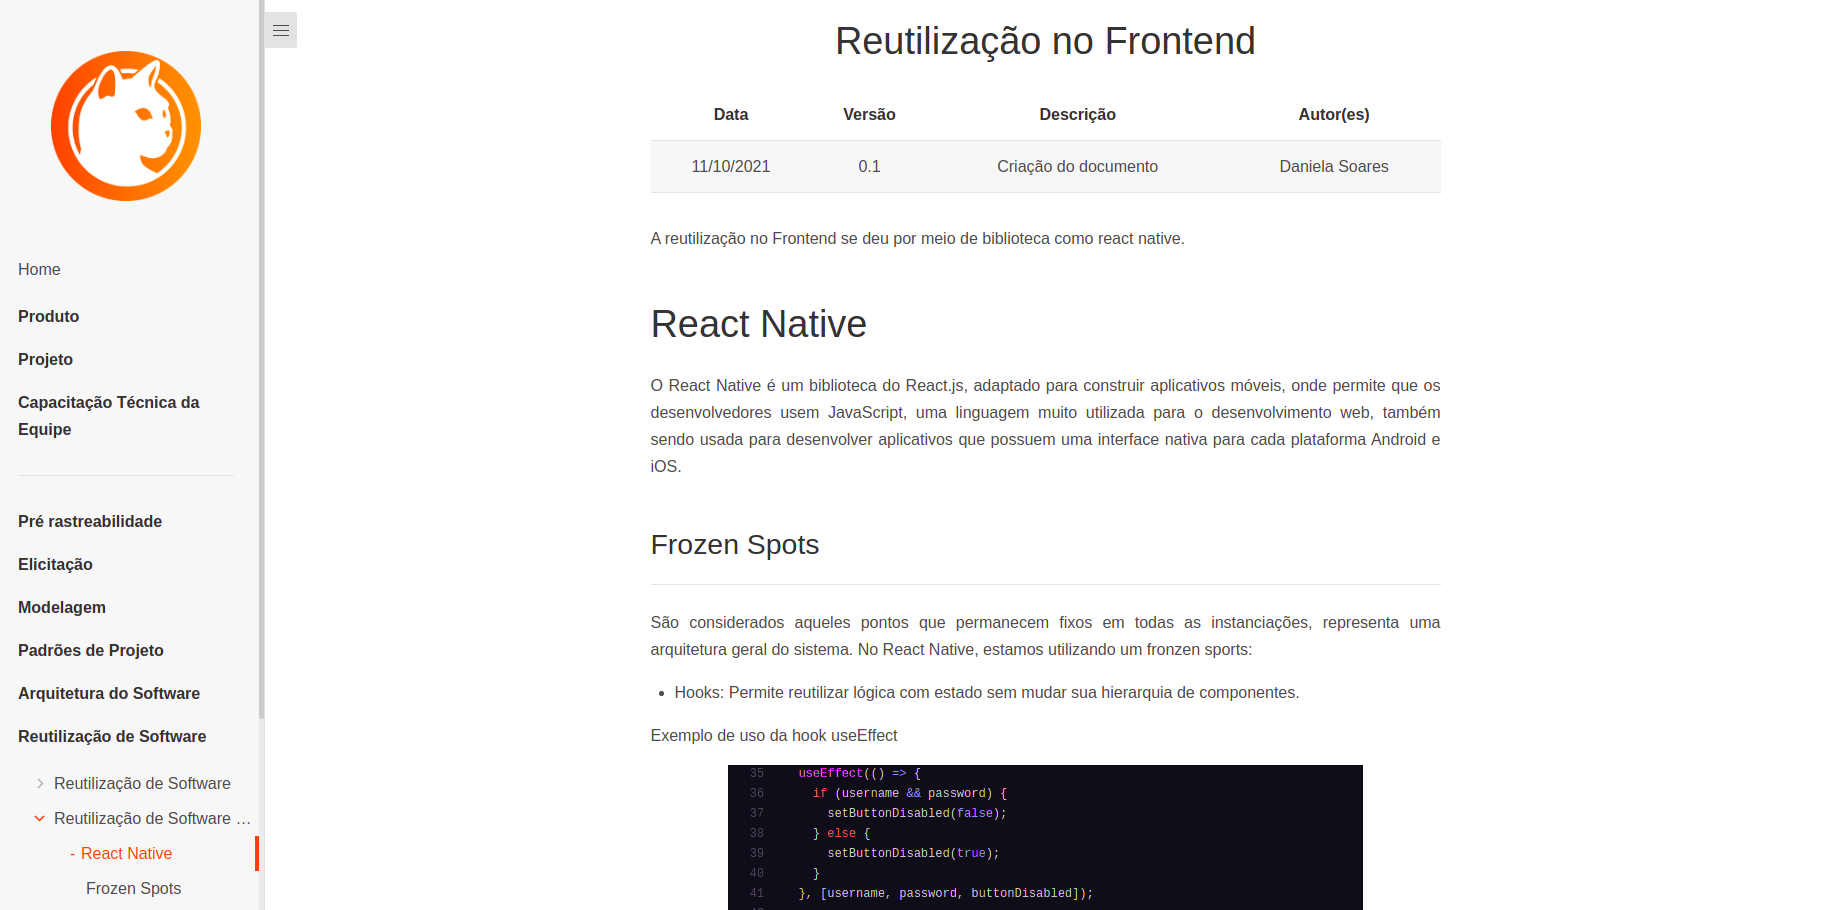 Home
Produto
Projeto
Capacitação Técnica da
Equipe
Pré rastreabilidade
Elicitação
Modelagem
Padrões de Projeto
Arquitetura do Software
Reutilização de Software
Reutilização de Software
Reutilização de Software …
- React Native
Frozen Spots
Reutilização no Frontend
Data Versão Descrição Autor(es)
11/10/2021 0.1 Criação do documento Daniela Soares
A reutilização no Frontend se deu por meio de biblioteca como react native.
React Native
O React Native é um biblioteca do React.js, adaptado para construir aplicativos móveis, onde permite que os
desenvolvedores usem JavaScript, uma linguagem muito utilizada para o desenvolvimento web, também
sendo usada para desenvolver aplicativos que possuem uma interface nativa para cada plataforma Android e
iOS.
Frozen Spots
São considerados aqueles pontos que permanecem fixos em todas as instanciações, representa uma
arquitetura geral do sistema. No React Native, estamos utilizando um fronzen sports:
• Hooks: Permite reutilizar lógica com estado sem mudar sua hierarquia de componentes.
Exemplo de uso da hook useEffect
35 useEffect(() => {
36 if (username && password) {
37 setButtonDisabled(false);
38 } else {
39 setButtonDisabled(true);
40 }
41 }, [username, password, buttonDisabled]);